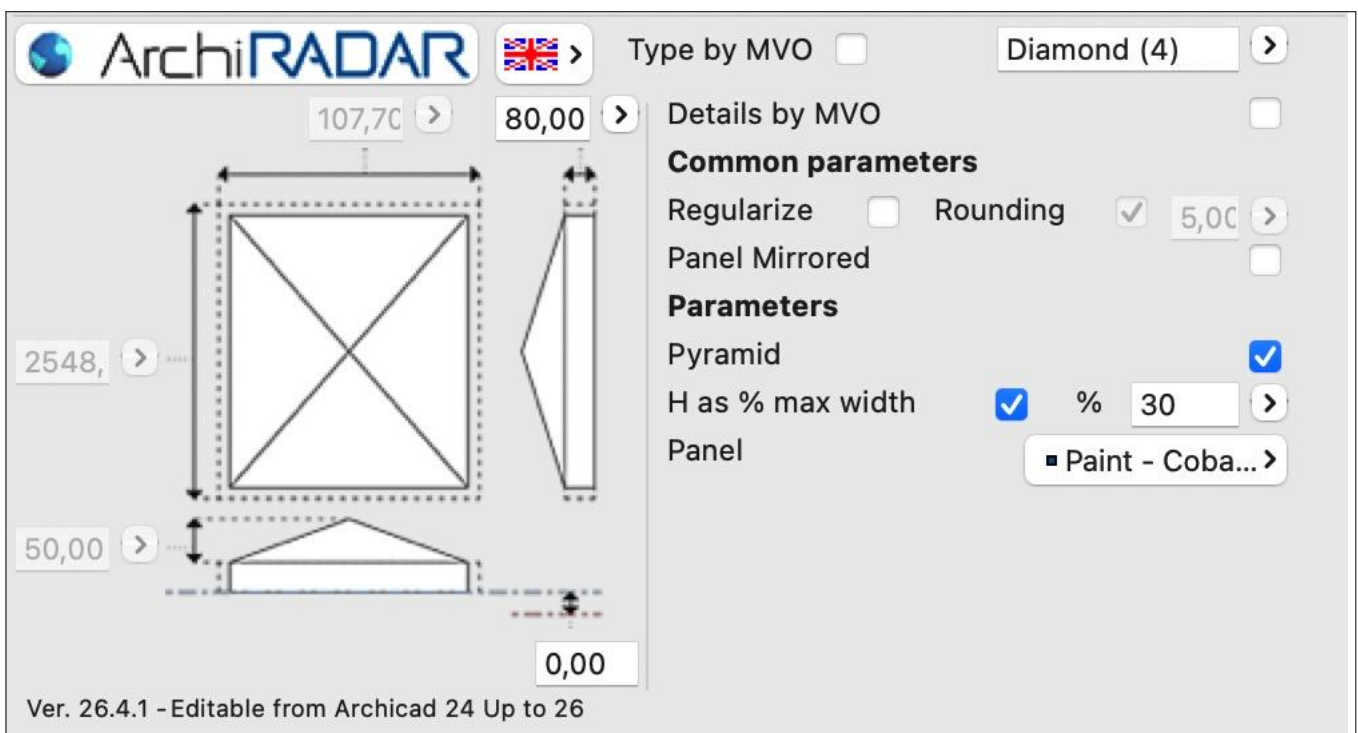 ArchiRADAR Type by MVO Diamond (4)
107,70 80,00 Details by MVO
Common parameters
Regularize Rounding 5,00
Panel Mirrored
Parameters
2548, Pyramid
H as % max width % 30
Panel Paint - Coba...
50,00
0,00
Ver. 26.4.1 - Editable from Archicad 24 Up to 26